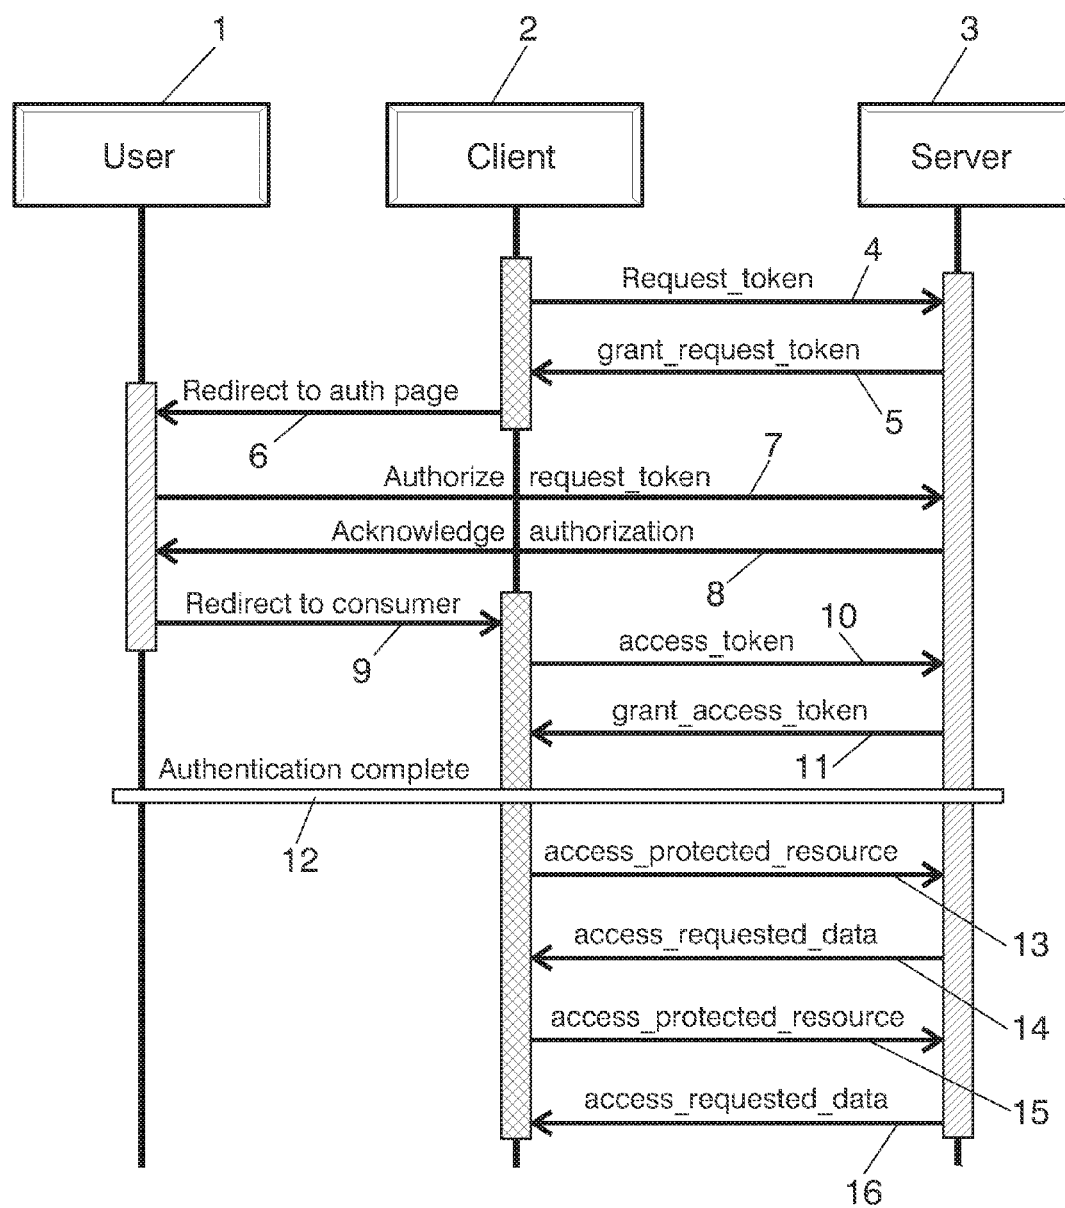 1 2 3
User Client Server
4
Request_token
grant_request_token
5
Redirect to auth page
6
7
Authorize request_token
Acknowledge authorization
8
Redirect to consumer
9
10
access_token
grant_access_token
11
Authentication complete
12
access_protected_resource
13
access_requested_data
14
access_protected_resource
15
access_requested_data
16